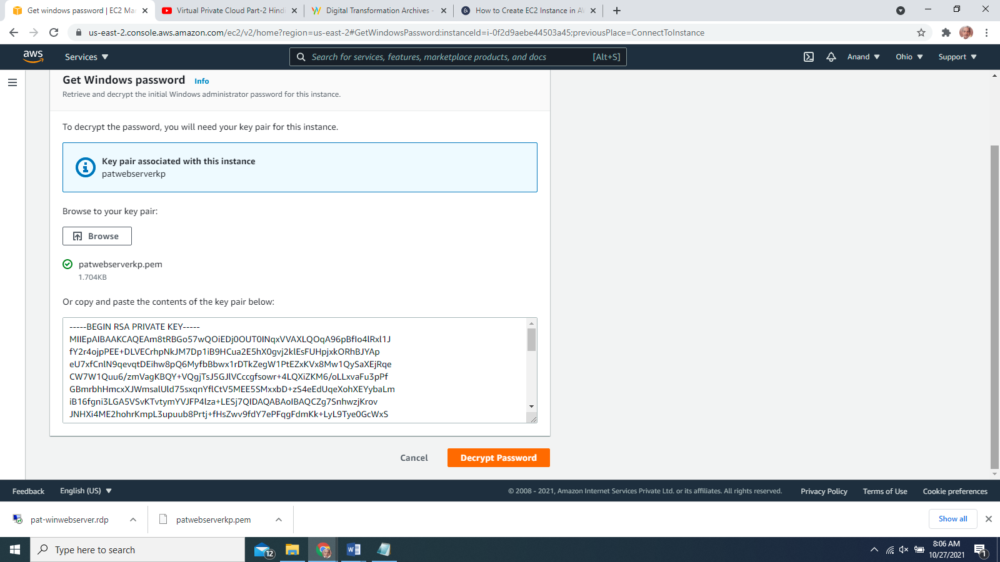 Get windows password | EC2 Ma
Virtual Private Cloud Part-2 Hindi
Digital Transformation Archives -
How to Create EC2 Instance in AW
us-east-2.console.aws.amazon.com/ec2/v2/home?region=us-east-2#GetWindowsPassword:instanceId=i-0f2d9aebe44503a45;previousPlace=ConnectToInstance
aws
Services
Search for services, features, marketplace products, and docs
[Alt+S]
Anand
Ohio
Support
Get Windows password Info
Retrieve and decrypt the initial Windows administrator password for this instance.
To decrypt the password, you will need your key pair for this instance.
Key pair associated with this instance
patwebserverkp
Browse to your key pair:
Browse
patwebserverkp.pem
1.704KB
Or copy and paste the contents of the key pair below:
-----BEGIN RSA PRIVATE KEY-----
MIIEpAIBAAKCAQEAm8tRBGo57wQOiEDj0OUT0INqxVVAXLQOqA96pBfIo4lRxl1J
fY2r4ojpPEE+DLVECrhpNkJM7Dp1iB9HCua2E5hX0gvj2klEsFUHpjxkORhBJYAp
eU7xfCnlN9qevqtDEihw8pQ6MyfbBbwx1rDTkZegW1PtEZxKVx8Mw1QySaXEjRqe
CW7W1Quu6/zmVagKBQY+VQgjTsJ5GJlVCccgfsowr+4LQXiZKM6/oLLxvaFu3pPf
GBmrbhHmcxXJWmsalUld75sxqnYflCtV5MEE5SMxxbD+zS4eEdUqeXohXEYybaLm
iB16fgni3LGA5VSvKTvtymYVJFP4lza+LESj7QIDAQABAoIBAQCZg7SnhwzjKrov
JNHXi4ME2hohrKmpL3upuub8Prtj+fHsZwv9fdY7ePFqgFdmKk+LyL9Tye0GcWxS
Cancel
Decrypt Password
Feedback
English (US)
© 2008 - 2021, Amazon Internet Services Private Ltd. or its affiliates. All rights reserved.
Privacy Policy
Terms of Use
Cookie preferences
pat-winwebserver.rdp
patwebserverkp.pem
Show all
Type here to search
12
8:06 AM
10/27/2021
1